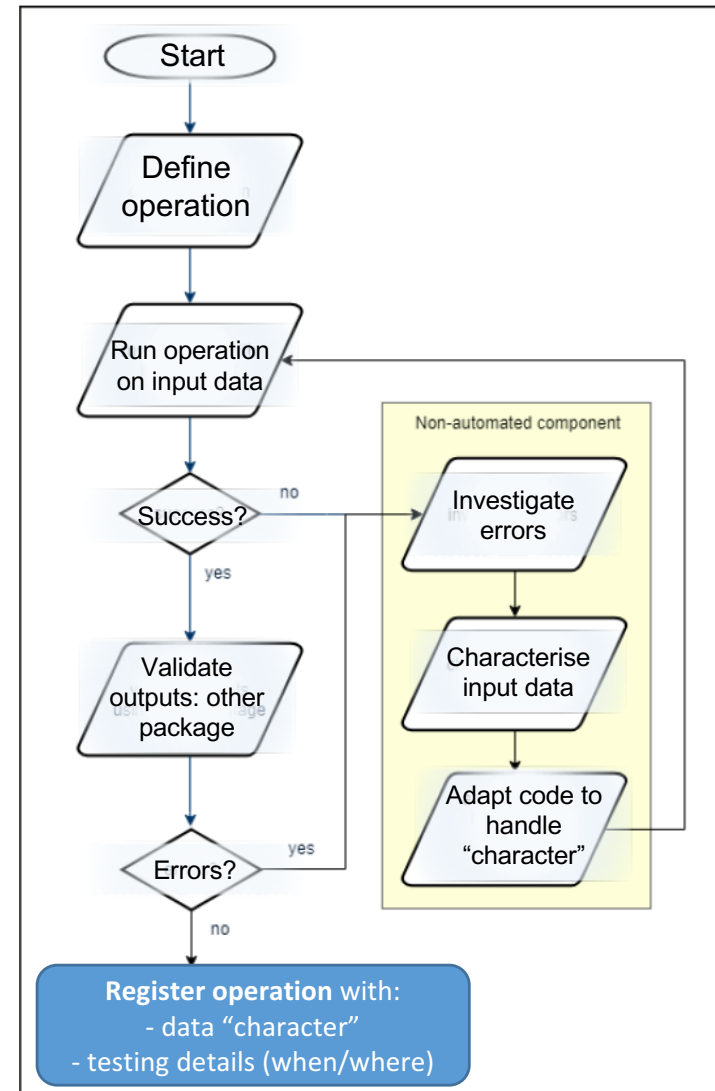 Start
Define
operation
Run operation
on input data
Non-automated component
Success?
no
Investigate
errors
yes
Validate
outputs: other
package
Characterise
input data
Adapt code to
handle
“character”
Errors?
yes
no
Register operation with:
- data “character”
- testing details (when/where)